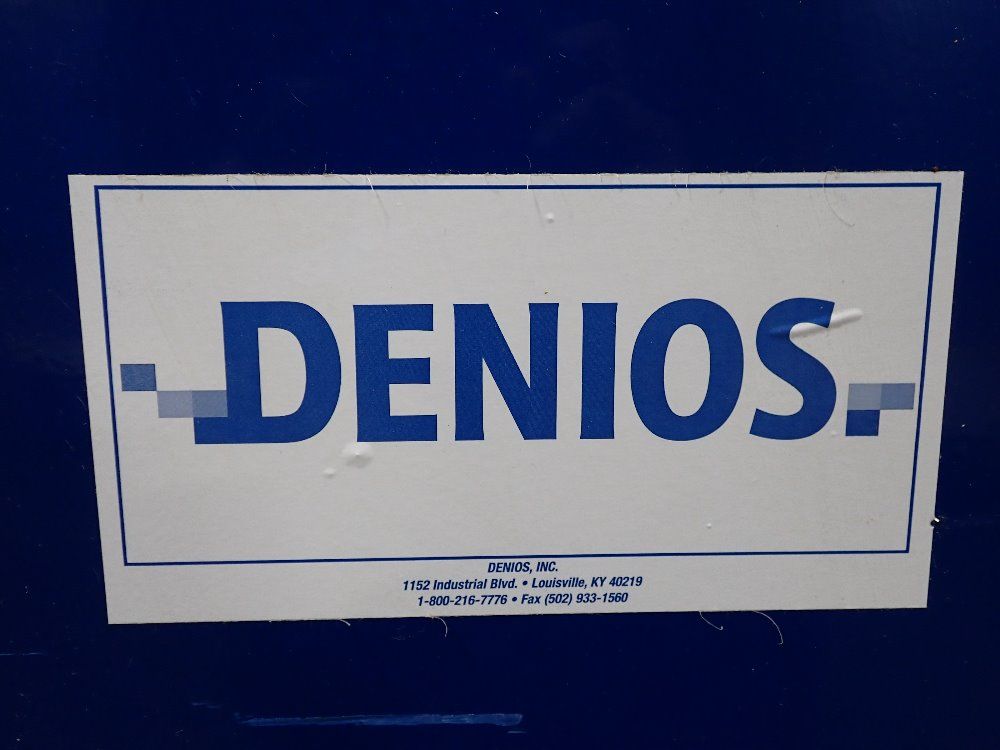 DENIOS.
DENIOS, INC.
1152 Industrial Blvd. • Louisville, KY 40219
1-800-216-7776 • Fax (502) 933-1560